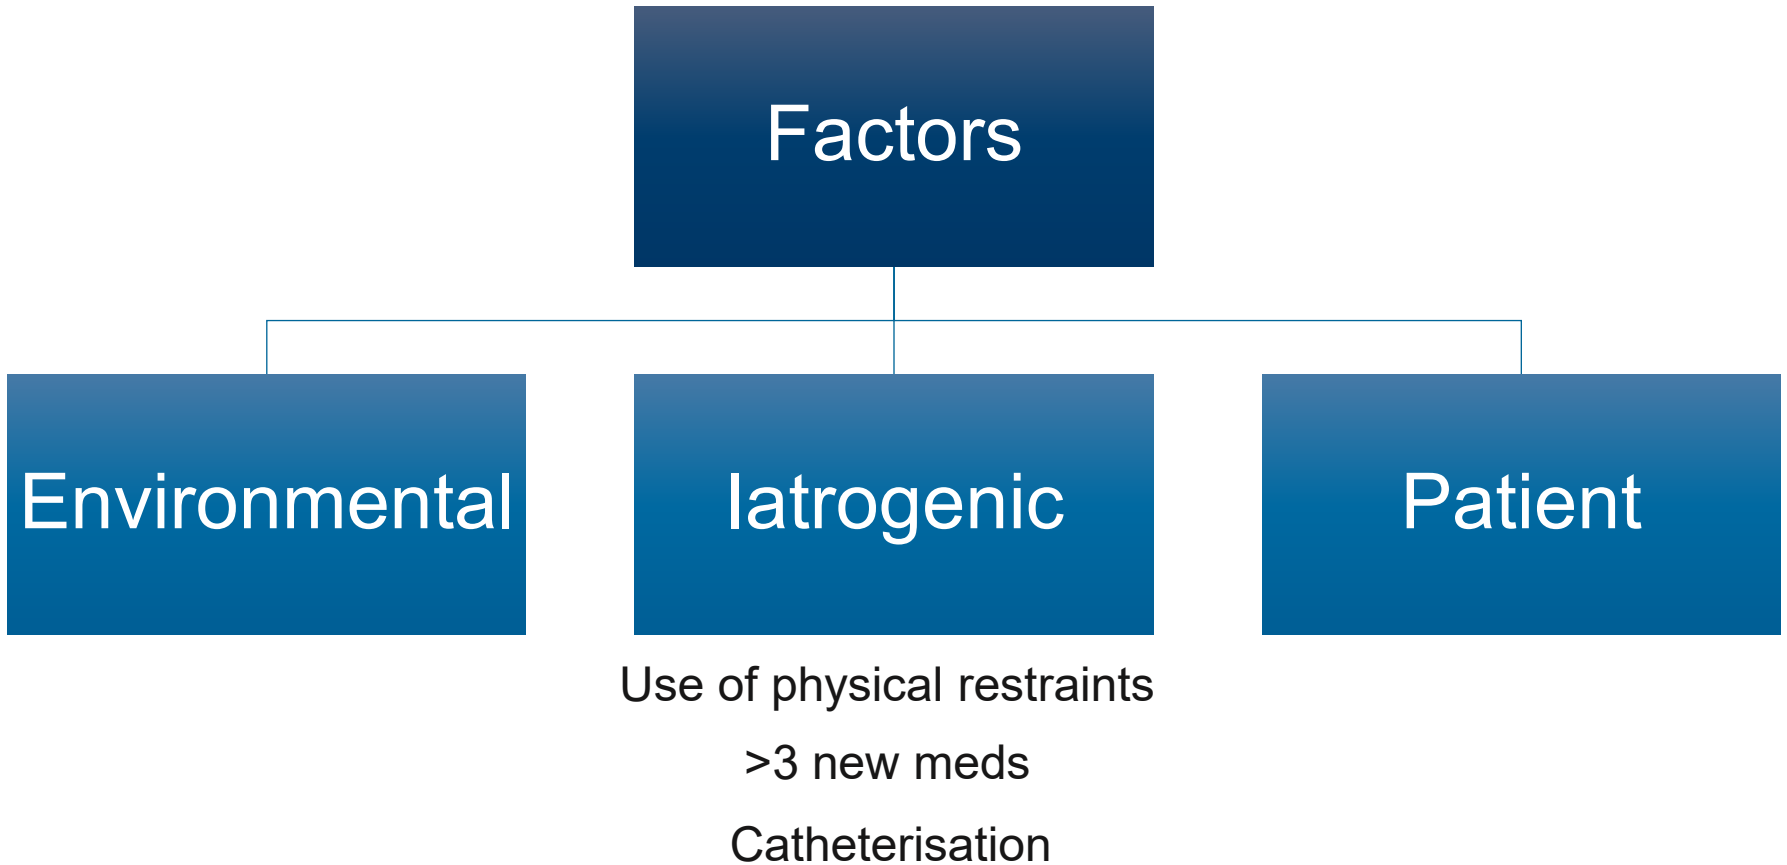 Factors
Environmental
Iatrogenic
Patient
Use of physical restraints
>3 new meds
Catheterisation